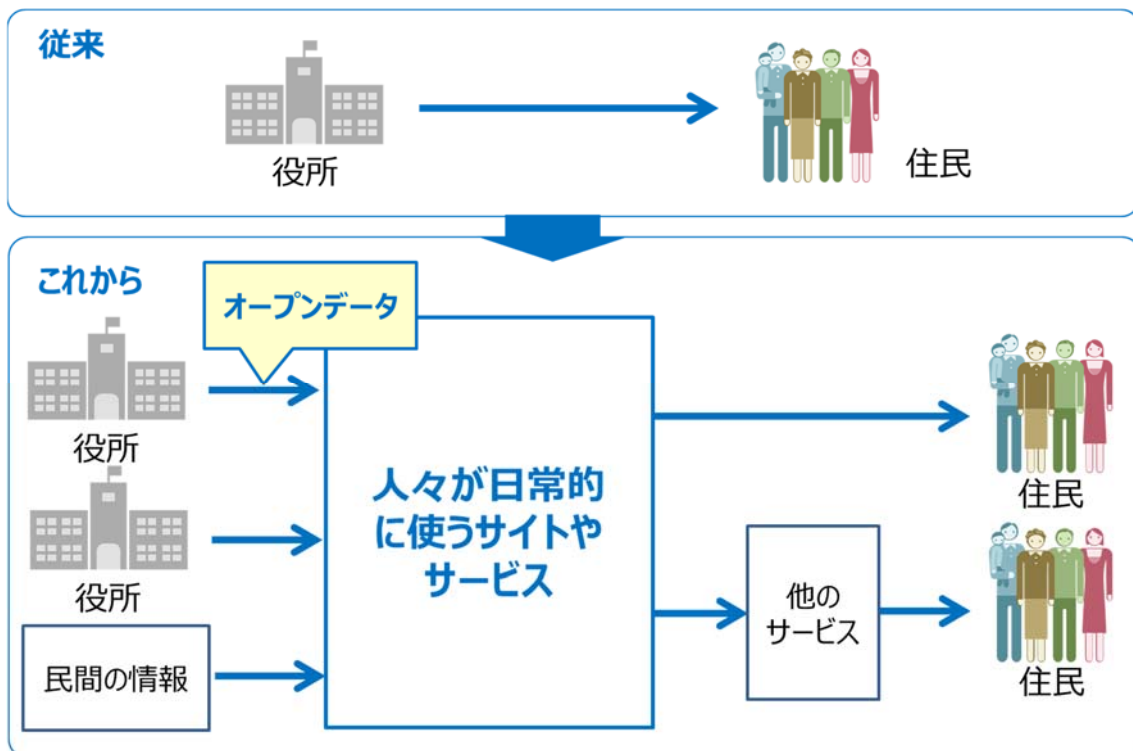 従来
役所
住民
これから
オープンデータ
役所
役所
民間の情報
人々が日常的
に使うサイトや
サービス
他の
サービス
住民
住民